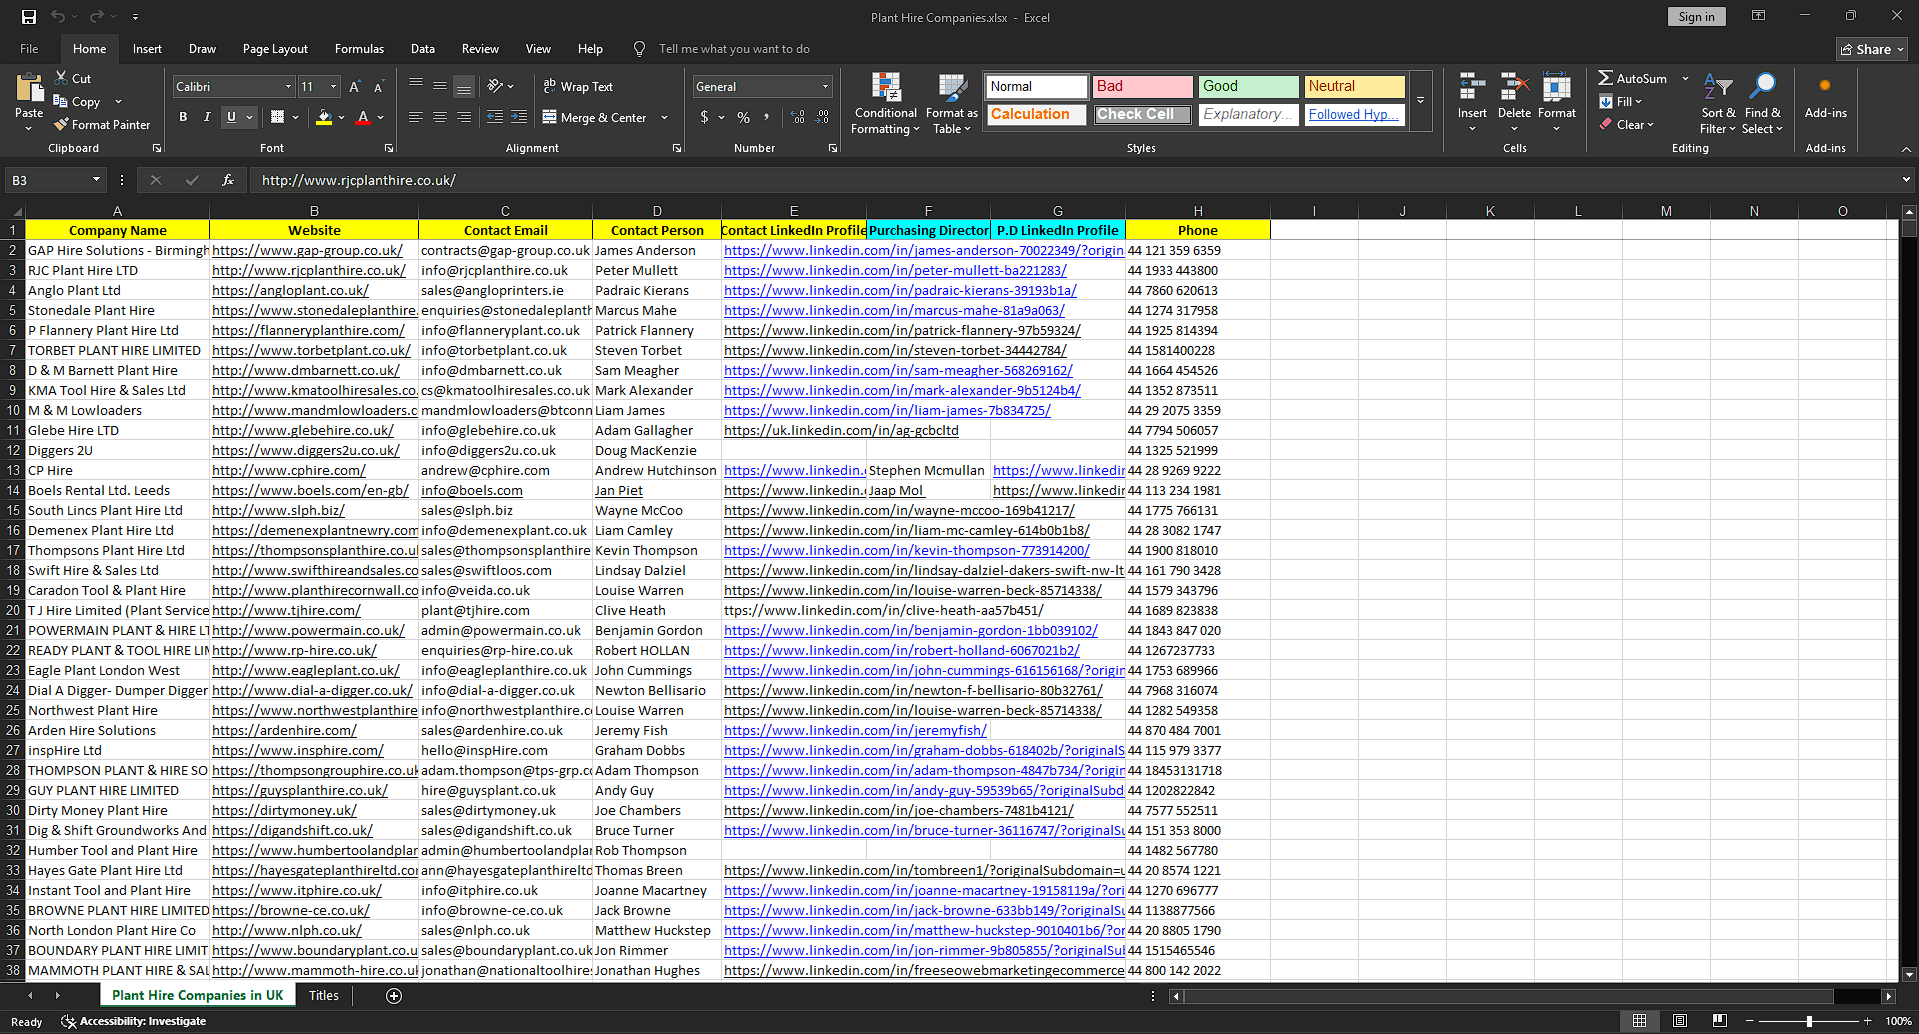 Plant Hire Companies.xlsx - Excel
Sign in
File Home Insert Draw Page Layout Formulas Data Review View Help Tell me what you want to do Share
Paste Cut Copy Format Painter Clipboard
Calibri 11 B I U Font
Wrap Text Merge & Center Alignment
General $ % , Number
Conditional Formatting Format as Table
Normal Bad Good Neutral
Calculation Check Cell Explanatory... Followed Hyp...
Styles
Insert Delete Format Cells
AutoSum Fill Clear Sort & Filter Find & Select Editing
Add-ins Add-ins
B3 fx http://www.rjcplanthire.co.uk/
A B C D E F G H I J K L M N O
1 Company Name Website Contact Email Contact Person Contact LinkedIn Profile Purchasing Director P.D LinkedIn Profile Phone
2 GAP Hire Solutions - Birmingh https://www.gap-group.co.uk/ contracts@gap-group.co.uk James Anderson https://www.linkedin.com/in/james-anderson-70022349/?origin 44 121 359 6359
3 RJC Plant Hire LTD http://www.rjcplanthire.co.uk/ info@rjcplanthire.co.uk Peter Mullett https://www.linkedin.com/in/peter-mullett-ba221283/ 44 1933 443800
4 Anglo Plant Ltd https://angloplant.co.uk/ sales@angloprinters.ie Padraic Kierans https://www.linkedin.com/in/padraic-kierans-39193b1a/ 44 7860 620613
5 Stonedale Plant Hire https://www.stonedaleplanthire. enquiries@stonedaleplanth Marcus Mahe https://www.linkedin.com/in/marcus-mahe-81a9a063/ 44 1274 317958
6 P Flannery Plant Hire Ltd https://flanneryplanthire.com/ info@flanneryplant.co.uk Patrick Flannery https://www.linkedin.com/in/patrick-flannery-97b59324/ 44 1925 814394
7 TORBET PLANT HIRE LIMITED https://www.torbetplant.co.uk/ info@torbetplant.co.uk Steven Torbet https://www.linkedin.com/in/steven-torbet-34442784/ 44 1581400228
8 D & M Barnett Plant Hire http://www.dmbarnett.co.uk/ info@dmbarnett.co.uk Sam Meagher https://www.linkedin.com/in/sam-meagher-568269162/ 44 1664 454526
9 KMA Tool Hire & Sales Ltd http://www.kmatoolhiresales.co. cs@kmatoolhiresales.co.uk Mark Alexander https://www.linkedin.com/in/mark-alexander-9b5124b4/ 44 1352 873511
10 M & M Lowloaders http://www.mandmlowloaders.c mandmlowloaders@btconn Liam James https://www.linkedin.com/in/liam-james-7b834725/ 44 29 2075 3359
11 Glebe Hire LTD http://www.glebehire.co.uk/ info@glebehire.co.uk Adam Gallagher https://uk.linkedin.com/in/ag-gcbcltd 44 7794 506057
12 Diggers 2U http://www.diggers2u.co.uk/ info@diggers2u.co.uk Doug MacKenzie 44 1325 521999
13 CP Hire http://www.cphire.com/ andrew@cphire.com Andrew Hutchinson https://www.linkedin. Stephen Mcmullan https://www.linkedin 44 28 9269 9222
14 Boels Rental Ltd. Leeds https://www.boels.com/en-gb/ info@boels.com Jan Piet https://www.linkedin. Jaap Mol https://www.linkedin 44 113 234 1981
15 South Lincs Plant Hire Ltd http://www.slph.biz/ sales@slph.biz Wayne McCoo https://www.linkedin.com/in/wayne-mccoo-169b41217/ 44 1775 766131
16 Demenex Plant Hire Ltd https://demenexplantnewry.com info@demenexplant.co.uk Liam Camley https://www.linkedin.com/in/liam-mc-camley-614b0b1b8/ 44 28 3082 1747
17 Thompsons Plant Hire Ltd https://thompsonsplanthire.co.ul sales@thompsonsplanthire Kevin Thompson https://www.linkedin.com/in/kevin-thompson-773914200/ 44 1900 818010
18 Swift Hire & Sales Ltd http://www.swifthireandsales.co sales@swiftloos.com Lindsay Dalziel https://www.linkedin.com/in/lindsay-dalziel-dakers-swift-nw-lt 44 161 790 3428
19 Caradon Tool & Plant Hire http://www.planthirecornwall.co info@veida.co.uk Louise Warren https://www.linkedin.com/in/louise-warren-beck-85714338/ 44 1579 343796
20 T J Hire Limited (Plant Service http://www.tjhire.com/ plant@tjhire.com Clive Heath ttps://www.linkedin.com/in/clive-heath-aa57b451/ 44 1689 823838
21 POWERMAIN PLANT & HIRE LT http://www.powermain.co.uk/ admin@powermain.co.uk Benjamin Gordon https://www.linkedin.com/in/benjamin-gordon-1bb039102/ 44 1843 847 020
22 READY PLANT & TOOL HIRE LIM http://www.rp-hire.co.uk/ enquiries@rp-hire.co.uk Robert HOLLAN https://www.linkedin.com/in/robert-holland-6067021b2/ 44 1267237733
23 Eagle Plant London West http://www.eagleplant.co.uk/ info@eagleplanthire.co.uk John Cummings https://www.linkedin.com/in/john-cummings-616156168/?origin 44 1753 689966
24 Dial A Digger- Dumper Digger http://www.dial-a-digger.co.uk/ info@dial-a-digger.co.uk Newton Bellisario https://www.linkedin.com/in/newton-f-bellisario-80b32761/ 44 7968 316074
25 Northwest Plant Hire https://www.northwestplanthire info@northwestplanthire.c Louise Warren https://www.linkedin.com/in/louise-warren-beck-85714338/ 44 1282 549358
26 Arden Hire Solutions https://ardenhire.com/ sales@ardenhire.co.uk Jeremy Fish https://www.linkedin.com/in/jeremyfish/ 44 870 484 7001
27 inspHire Ltd https://www.insphire.com/ hello@inspHire.com Graham Dobbs https://www.linkedin.com/in/graham-dobbs-618402b/?originalS 44 115 979 3377
28 THOMPSON PLANT & HIRE SO https://thompsongrouphire.co.uk adam.thompson@tps-grp.co Adam Thompson https://www.linkedin.com/in/adam-thompson-4847b734/?origin 44 18453131718
29 GUY PLANT HIRE LIMITED https://guysplanthire.co.uk/ hire@guysplant.co.uk Andy Guy https://www.linkedin.com/in/andy-guy-59539b65/?originalSubd 44 1202822842
30 Dirty Money Plant Hire https://dirtymoney.uk/ sales@dirtymoney.uk Joe Chambers https://www.linkedin.com/in/joe-chambers-7481b4121/ 44 7577 552511
31 Dig & Shift Groundworks And https://digandshift.co.uk/ sales@digandshift.co.uk Bruce Turner https://www.linkedin.com/in/bruce-turner-36116747/?originalSu 44 151 353 8000
32 Humber Tool and Plant Hire https://www.humbertoolandplar admin@humbertoolandplar Rob Thompson 44 1482 567780
33 Hayes Gate Plant Hire Ltd https://hayesgateplanthireltd.cor ann@hayesgateplanthireltd Thomas Breen https://www.linkedin.com/in/tombreen1/?originalSubdomain=u 44 20 8574 1221
34 Instant Tool and Plant Hire https://www.itphire.co.uk/ info@itphire.co.uk Joanne Macartney https://www.linkedin.com/in/joanne-macartney-19158119a/?ori 44 1270 696777
35 BROWNE PLANT HIRE LIMITED https://browne-ce.co.uk/ info@browne-ce.co.uk Jack Browne https://www.linkedin.com/in/jack-browne-633bb149/?originalSu 44 1138877566
36 North London Plant Hire Co http://www.nlph.co.uk/ sales@nlph.co.uk Matthew Huckstep https://www.linkedin.com/in/matthew-huckstep-9010401b6/?or 44 20 8805 1790
37 BOUNDARY PLANT HIRE LIMIT https://www.boundaryplant.co.u sales@boundaryplant.co.uk Jon Rimmer https://www.linkedin.com/in/jon-rimmer-9b805855/?originalSul 44 1515465546
38 MAMMOTH PLANT HIRE & SAL http://www.mammoth-hire.co.uk jonathan@nationaltoolhires Jonathan Hughes https://www.linkedin.com/in/freeseowebmarketingecommerce 44 800 142 2022
Plant Hire Companies in UK Titles
Ready Accessibility: Investigate 100%